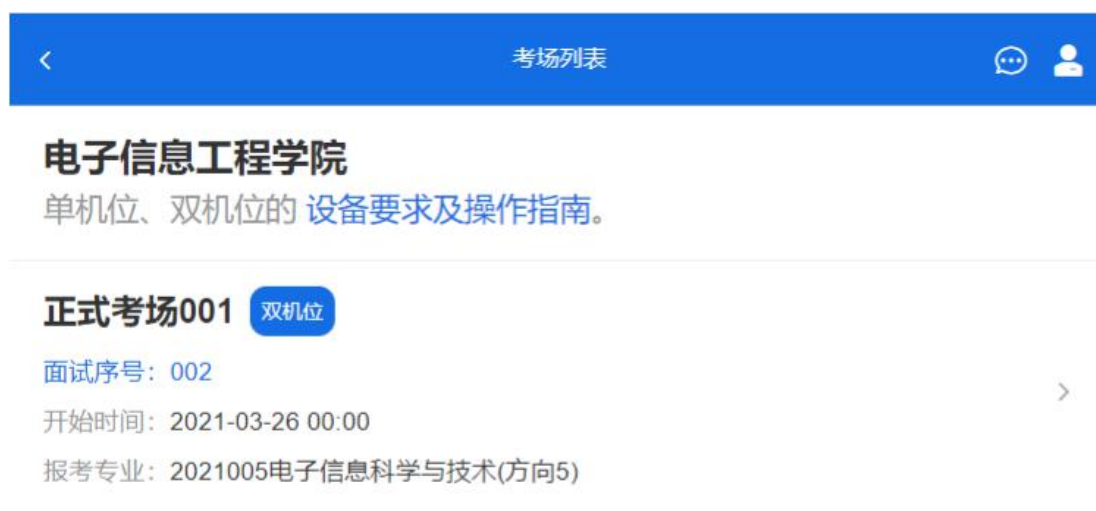 考场列表
电子信息工程学院
单机位、双机位的 设备要求及操作指南。
正式考场001 双机位
面试序号：002
开始时间：2021-03-26 00:00
报考专业：2021005电子信息科学与技术(方向5)